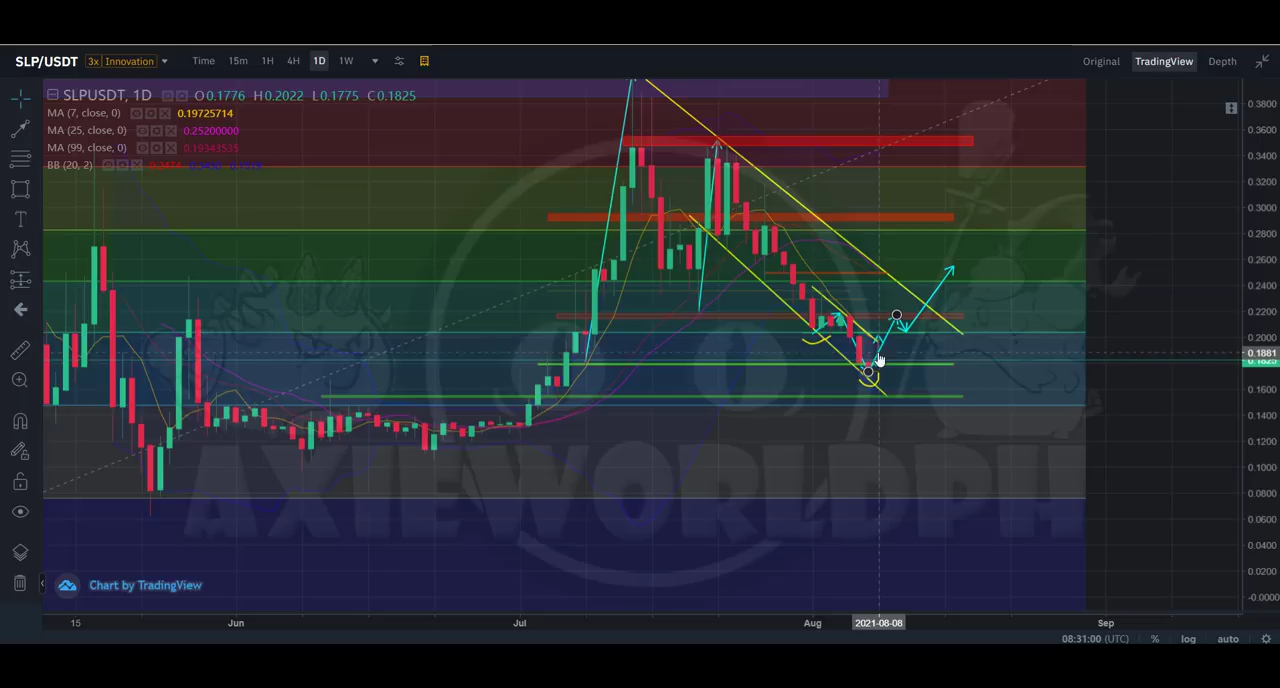 SLP/USDT 3x Innovation Time 15m 1H 4H 1D 1W Original TradingView Depth
SLPUSDT, 1D O0.1776 H0.2022 L0.1775 C0.1825
MA (7, close, 0) 0.19725714
MA (25, close, 0) 0.25200000
MA (99, close, 0) 0.19343535
BB (20, 2)
0.3800
0.3600
0.3400
0.3200
0.3000
0.2800
0.2600
0.2400
0.2200
0.2000
0.1881
0.1825
0.1600
0.1400
0.1200
0.1000
0.0800
0.0600
0.0400
0.0200
-0.0000
AXIEWORLDPH
Chart by TradingView
15 Jun Jul Aug 2021-08-08 Sep
08:31:00 (UTC) % log auto